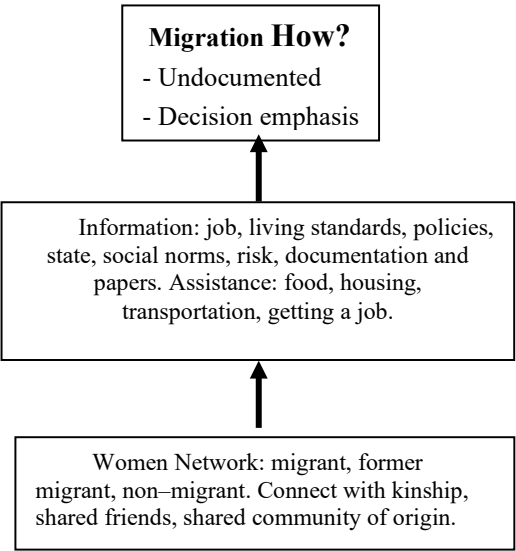 Migration How?
- Undocumented
- Decision emphasis
Information: job, living standards, policies,
state, social norms, risk, documentation and
papers. Assistance: food, housing,
transportation, getting a job.
Women Network: migrant, former
migrant, non–migrant. Connect with kinship,
shared friends, shared community of origin.